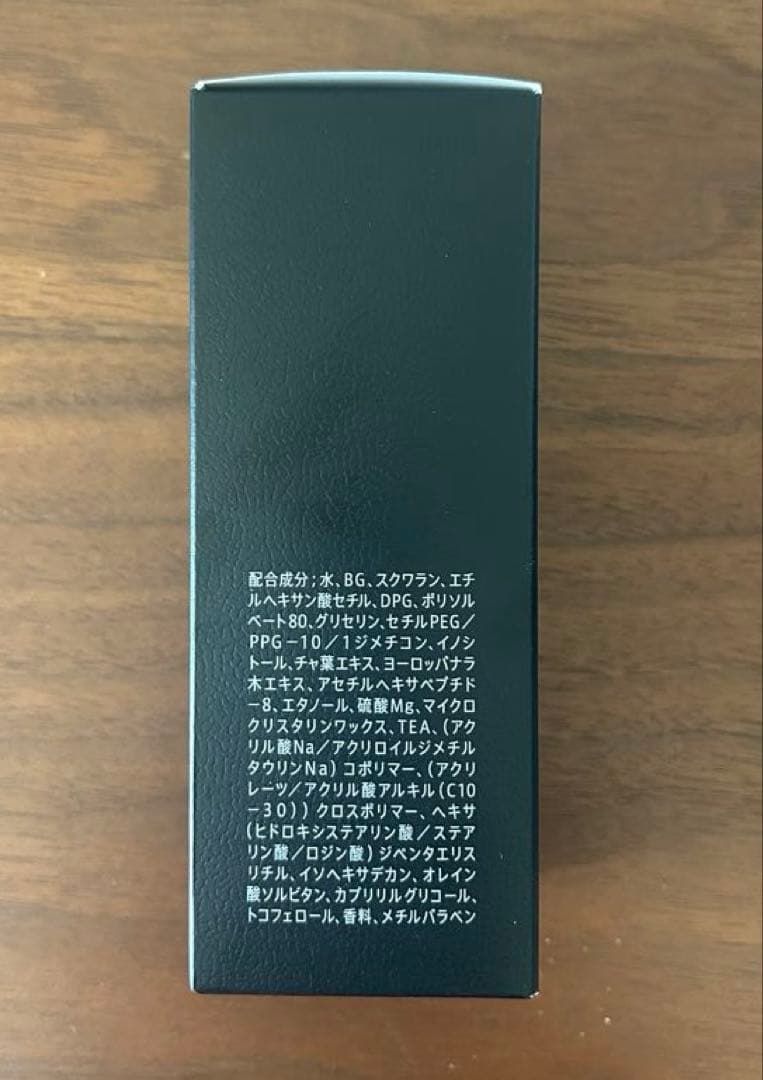 配合成分；水、BG、スクワラン、エチ
ルヘキサン酸セチル、DPG、ポリソル
ベート80、グリセリン、セチルPEG／
PPG－10／1ジメチコン、イノシ
トール、チャ葉エキス、ヨーロッパナラ
木エキス、アセチルヘキサペプチド
－8、エタノール、硫酸Mg、マイクロ
クリスタリンワックス、TEA、（アク
リル酸Na／アクリロイルジメチル
タウリンNa）コポリマー、（アクリ
レーツ／アクリル酸アルキル（C10
－30））クロスポリマー、ヘキサ
（ヒドロキシステアリン酸／ステア
リン酸／ロジン酸）ジペンタエリス
リチル、イソヘキサデカン、オレイン
酸ソルビタン、カプリリルグリコール、
トコフェロール、香料、メチルパラベン